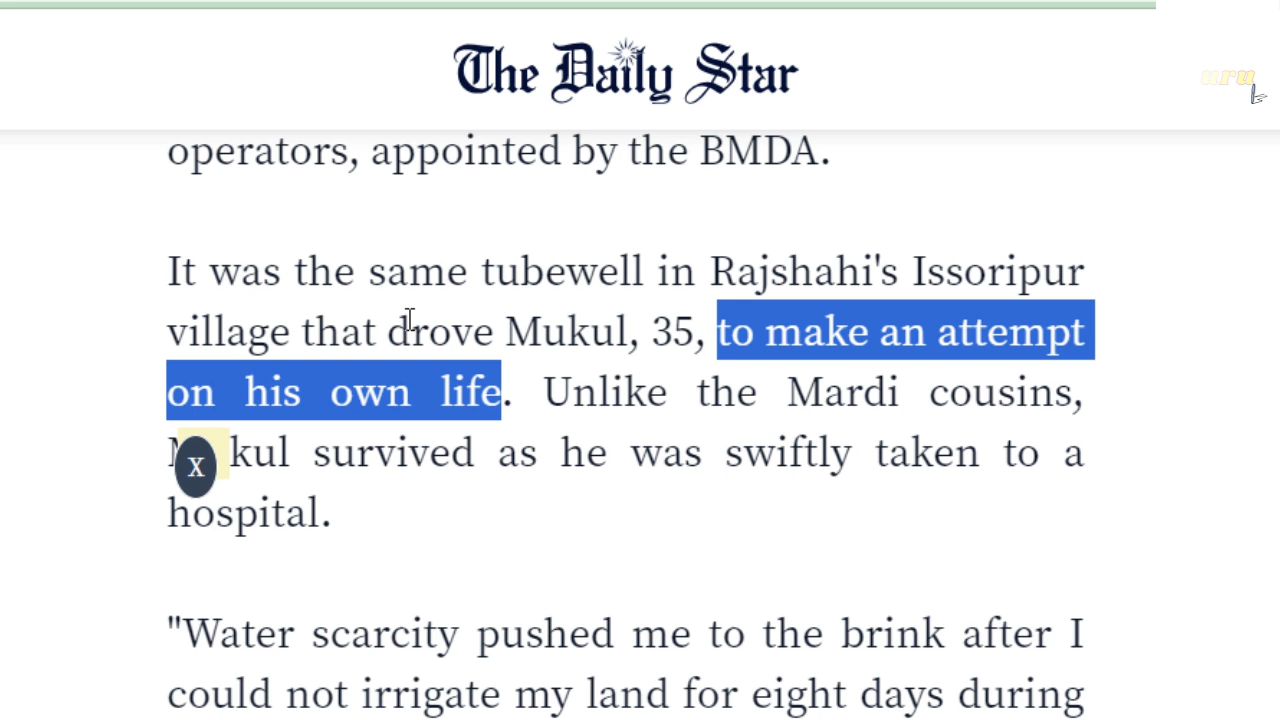 The Daily Star
uru
operators, appointed by the BMDA.
It was the same tubewell in Rajshahi's Issoripur
village that drove Mukul, 35, to make an attempt
on his own life. Unlike the Mardi cousins,
kul survived as he was swiftly taken to a
x
hospital.
"Water scarcity pushed me to the brink after I
could not irrigate my land for eight days during